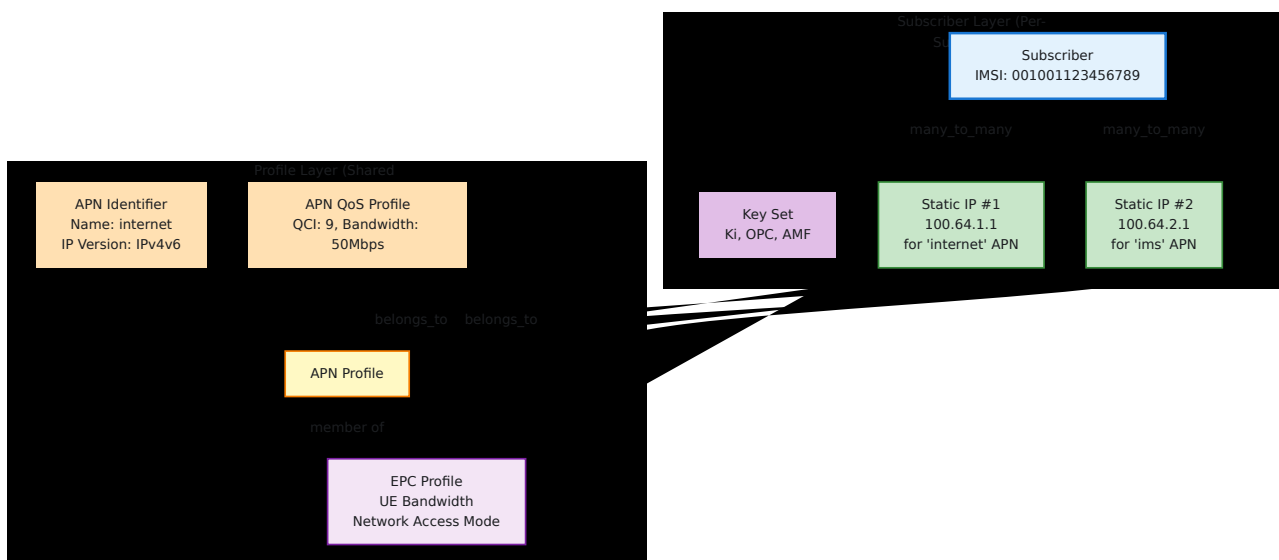 Subscriber Layer (Per-
Su
Subscriber
IMSI: 001001123456789
many_to_many
many_to_many
Profile Layer (Shared
APN Identifier
Name: internet
IP Version: IPv4v6
APN QoS Profile
QCI: 9, Bandwidth:
50Mbps
Key Set
Ki, OPC, AMF
Static IP #1
100.64.1.1
for 'internet' APN
Static IP #2
100.64.2.1
for 'ims' APN
belongs_to
belongs_to
APN Profile
member of
EPC Profile
UE Bandwidth
Network Access Mode